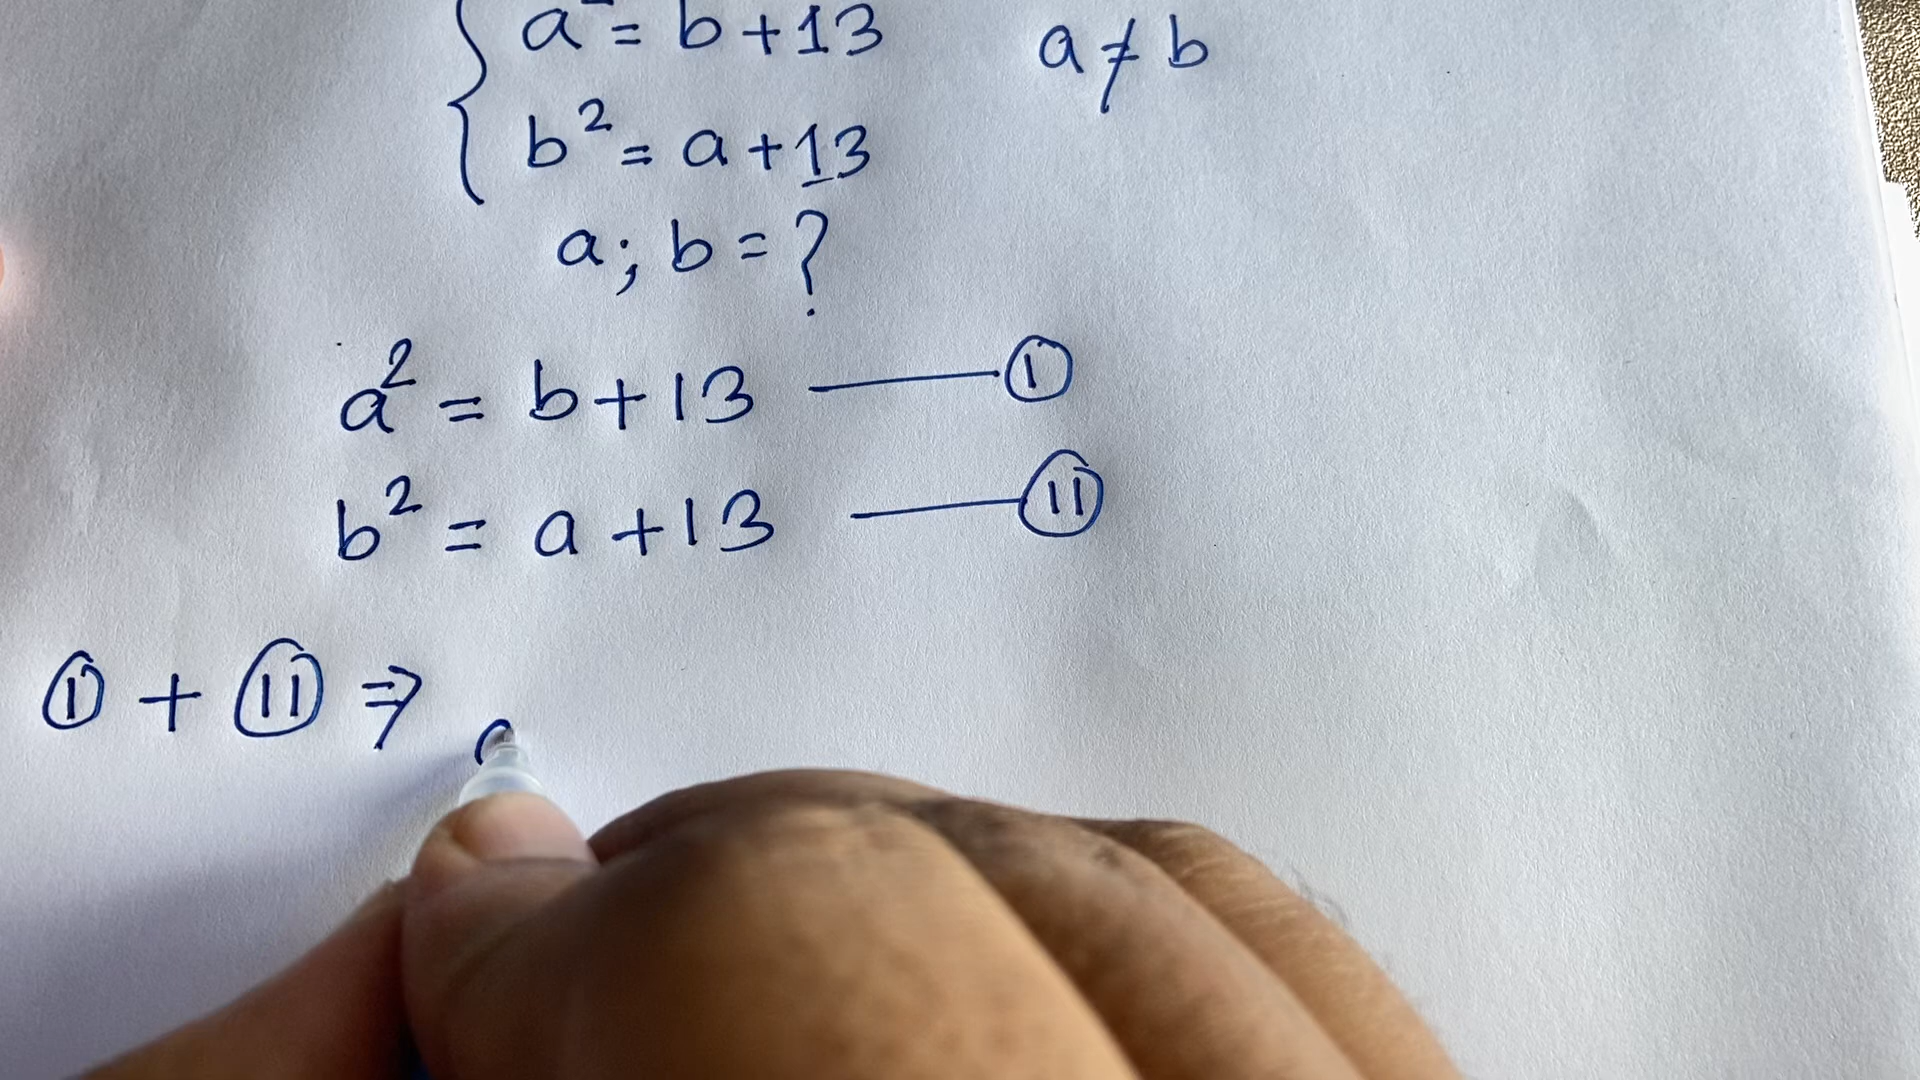 a² = b + 13 a ≠ b
b² = a + 13
a ; b = ?
a² = b + 13 —— ①
b² = a + 13 —— ⑪
① + ⑪ ⇒